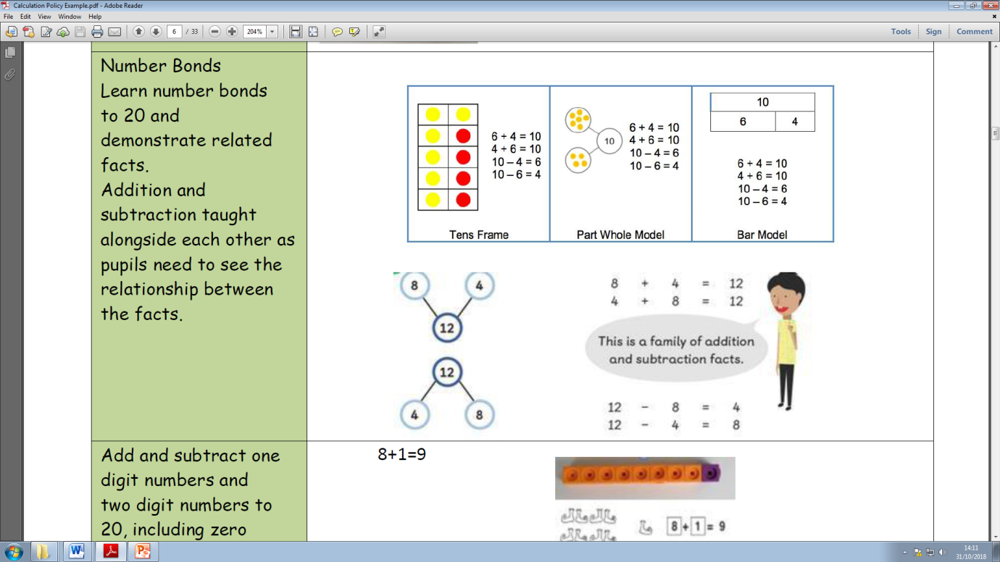 Calculation Policy Example.pdf - Adobe Reader
File Edit View Window Help
6 / 33 204% Tools Sign Comment
Number Bonds
Learn number bonds
to 20 and
demonstrate related
facts.
Addition and
subtraction taught
alongside each other as
pupils need to see the
relationship between
the facts.
6 + 4 = 10
4 + 6 = 10
10 – 4 = 6
10 – 6 = 4
Tens Frame
10
6 + 4 = 10
4 + 6 = 10
10 – 4 = 6
10 – 6 = 4
Part Whole Model
10
6 4
6 + 4 = 10
4 + 6 = 10
10 – 4 = 6
10 – 6 = 4
Bar Model
8 4
12
12
4 8
8 + 4 = 12
4 + 8 = 12
This is a family of addition
and subtraction facts.
12 − 8 = 4
12 − 4 = 8
Add and subtract one
digit numbers and
two digit numbers to
20, including zero
8+1=9
8 + 1 = 9
14:11
31/10/2018